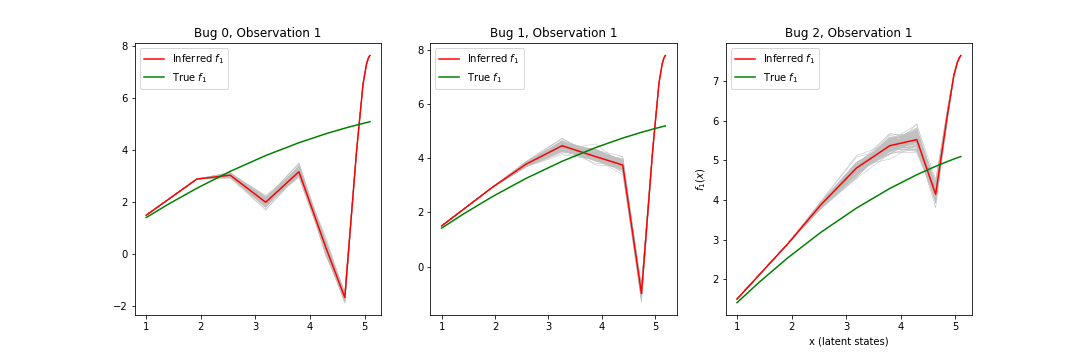 Bug 0, Observation 1
8
6
4
2
0
−2
1 2 3 4 5
Inferred f₁
True f₁
Bug 1, Observation 1
8
6
4
2
0
1 2 3 4 5
Inferred f₁
True f₁
Bug 2, Observation 1
f₁(x)
7
6
5
4
3
2
1 2 3 4 5
x (latent states)
Inferred f₁
True f₁